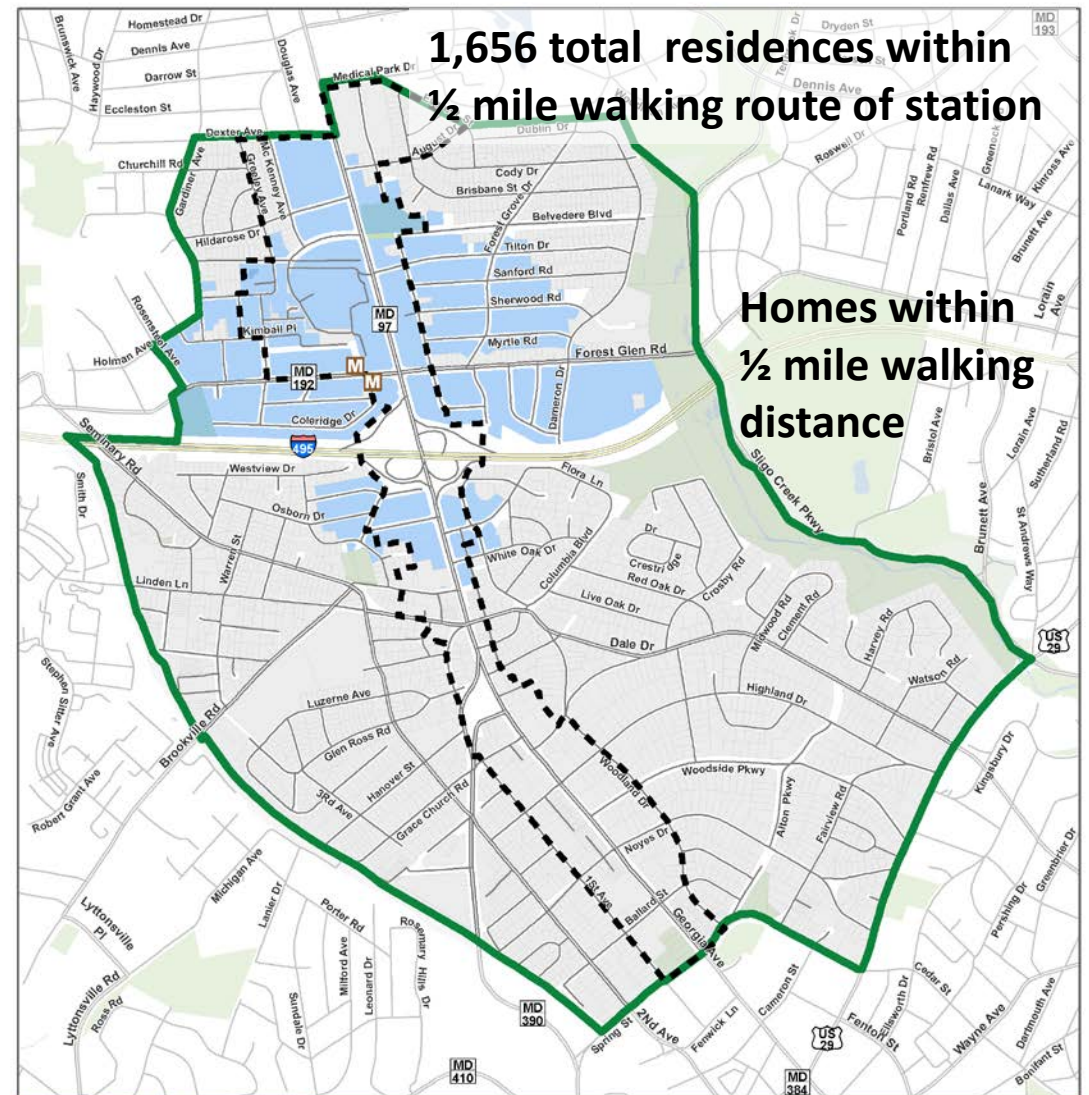 1,656 total residences within
½ mile walking route of station
Homes within
½ mile walking
distance
Homestead Dr
Dennis Ave
Darrow St
Eccleston St
Brunswick Ave
Haywood Dr
Douglas Ave
Medical Park Dr
Dryden St
MD
193
Dennis Ave
Dexter Ave
Churchill Rd
Gardiner Ave
Greeley Ave
Mc Kenney Ave
August Dr
Dublin Dr
Cody Dr
Brisbane St
Forest Grove Dr
Belvedere Blvd
Roswell Dr
Portland Rd
Renfrew Rd
Dallas Ave
Greenock
Lanark Way
Kinross Ave
Brunett Ave
Lorain
Ave
Hildarose Dr
Tilton Dr
Sanford Rd
Sherwood Rd
Myrtle Rd
Forest Glen Rd
Rosensteel Ave
Holman Ave
Kimball Pl
MD
97
M
M
MD
192
Coleridge Dr
Dameron Dr
495
Seminary Rd
Smith Dr
Westview Dr
Osborn Dr
Flora Ln
Sligo Creek Pkwy
Bristol Ave
Lorain Ave
Sutherland Rd
Brunett Ave
St Andrews Way
Warren St
Linden Ln
White Oak Dr
Columbia Blvd
Dr
Crestri dge
Red Oak Dr
Crosby Rd
Live Oak Dr
Midwood Rd
Clement Rd
Harvey Rd
Watson Rd
US
29
Dale Dr
Highland Dr
Stephen Sitter Ave
Luzerne Ave
Brookville Rd
Glen Ross Rd
Hanover St
3Rd Ave
Grace Church Rd
Robert Grant Ave
Woodland Dr
Woodside Pkwy
Noyes Dr
Alton Pkwy
Fairview Rd
Kingsbury Dr
Greenbrier Dr
Pershing Dr
1St Ave
Ballard St
Georgia Ave
Michigan Ave
Lanier Dr
Porter Rd
Lyttonsville
Pl
Lyttonsville Rd
Ross Rd
Sundale Dr
Milford Ave
Leonard Dr
Rosemary Hills Dr
MD
390
MD
410
Spring St
2Nd Ave
Fenwick Ln
Cameron St
US
29
Fenton St
Ellsworth Dr
Cedar St
Wayne Ave
Dartmouth Ave
Bonifant St
MD
384